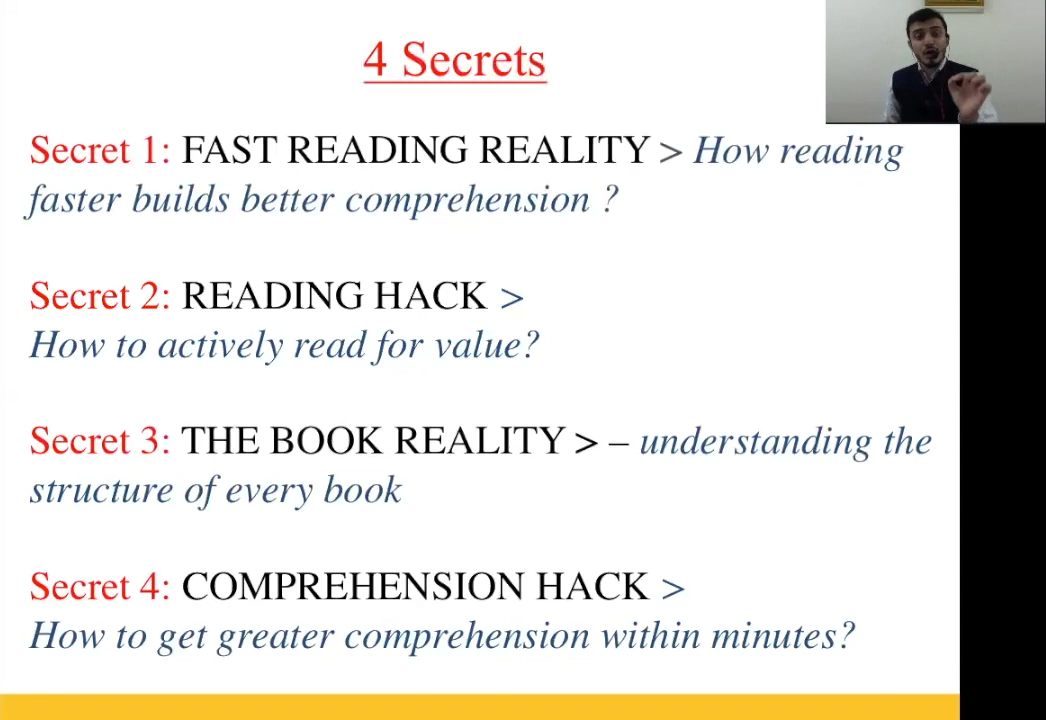 4 Secrets
Secret 1: FAST READING REALITY > How reading
faster builds better comprehension ?
Secret 2: READING HACK >
How to actively read for value?
Secret 3: THE BOOK REALITY > – understanding the
structure of every book
Secret 4: COMPREHENSION HACK >
How to get greater comprehension within minutes?